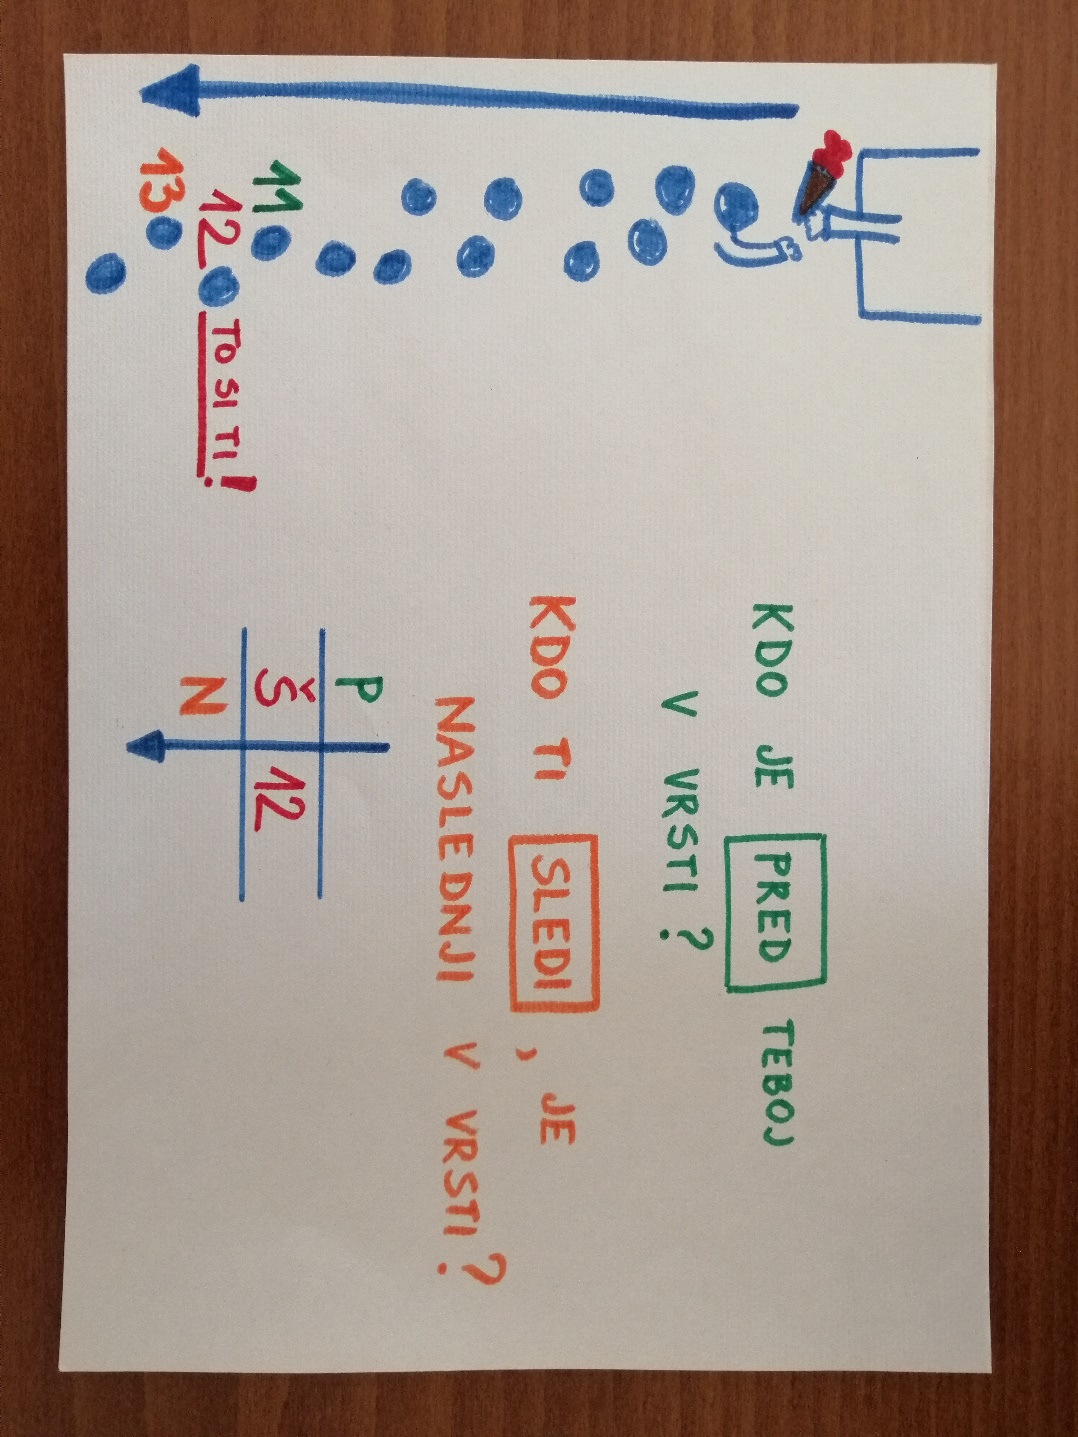 11
12
13
TO SI TI!
KDO JE PRED TEBOJ
V VRSTI?
KDO TI SLEDI, JE
NASLEDNJI V VRSTI?
P
Š 12
N